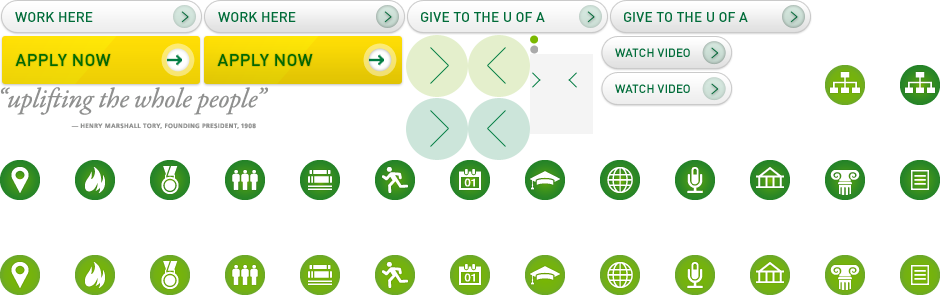 WORK HERE
WORK HERE
GIVE TO THE U OF A
GIVE TO THE U OF A
APPLY NOW
APPLY NOW
WATCH VIDEO
WATCH VIDEO
“uplifting the whole people”
— HENRY MARSHALL TORY, FOUNDING PRESIDENT, 1908
01
01